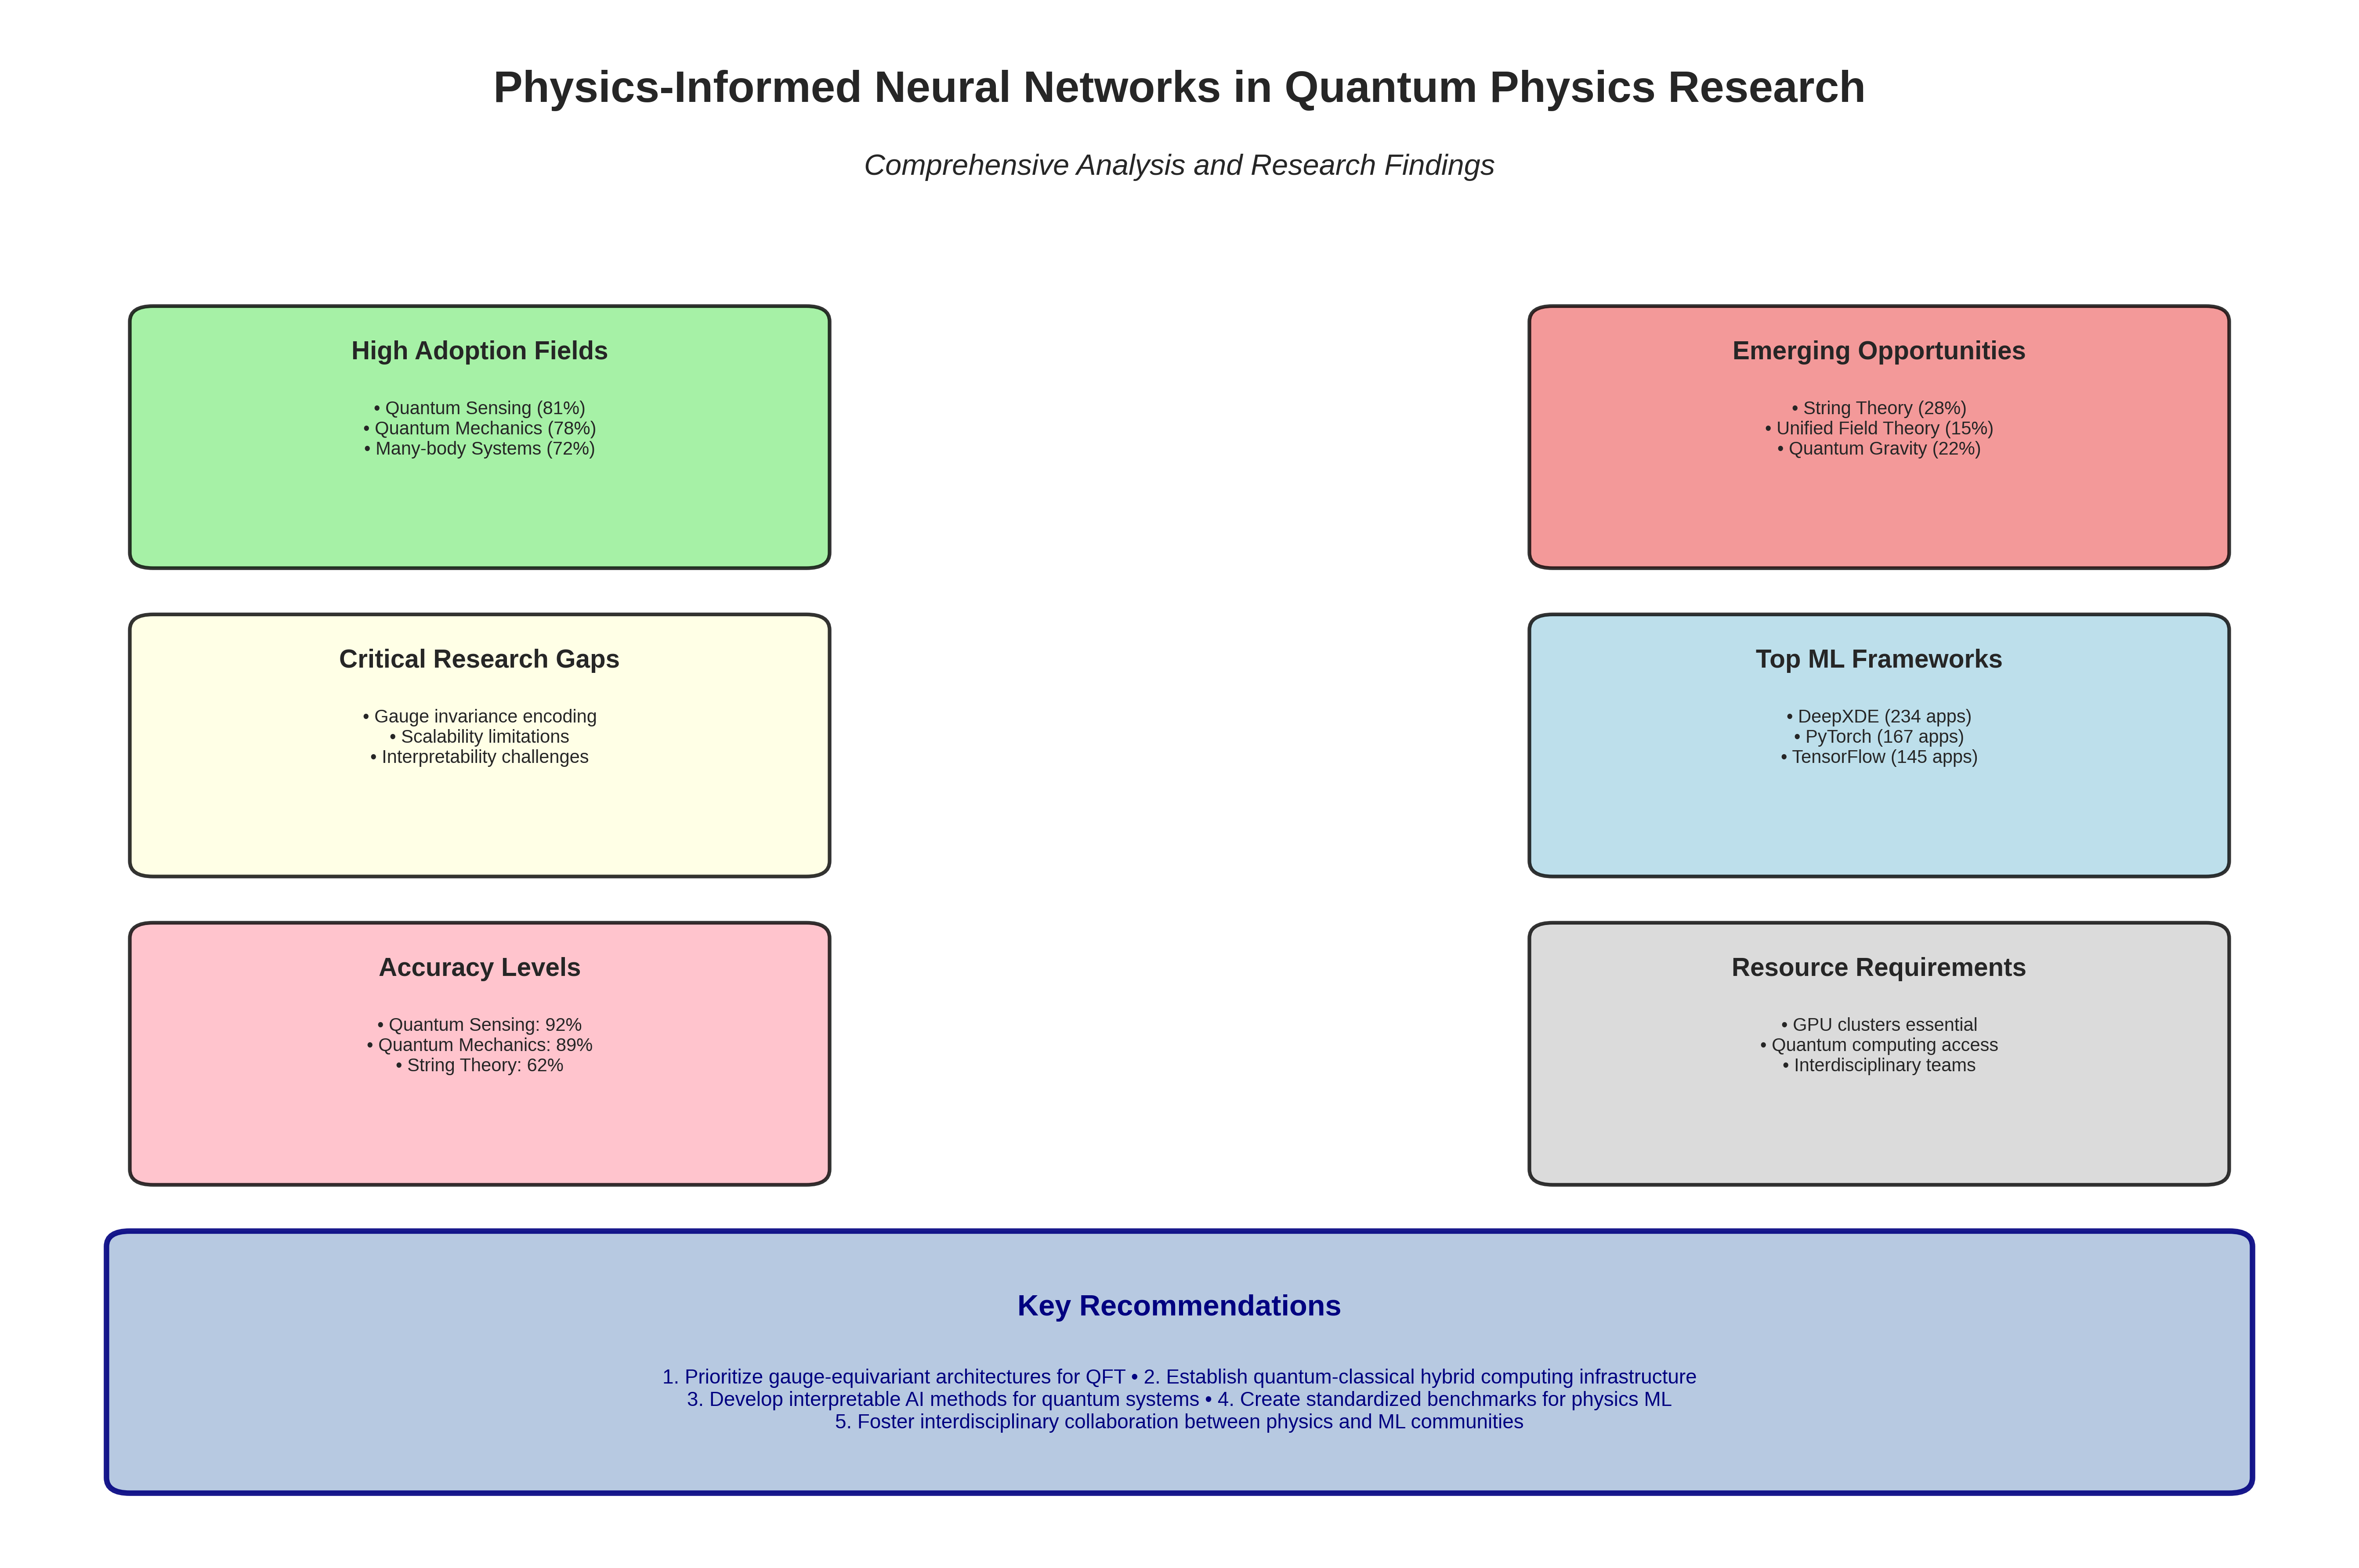 Physics-Informed Neural Networks in Quantum Physics Research
Comprehensive Analysis and Research Findings
High Adoption Fields
• Quantum Sensing (81%)
• Quantum Mechanics (78%)
• Many-body Systems (72%)
Emerging Opportunities
• String Theory (28%)
• Unified Field Theory (15%)
• Quantum Gravity (22%)
Critical Research Gaps
• Gauge invariance encoding
• Scalability limitations
• Interpretability challenges
Top ML Frameworks
• DeepXDE (234 apps)
• PyTorch (167 apps)
• TensorFlow (145 apps)
Accuracy Levels
• Quantum Sensing: 92%
• Quantum Mechanics: 89%
• String Theory: 62%
Resource Requirements
• GPU clusters essential
• Quantum computing access
• Interdisciplinary teams
Key Recommendations
1. Prioritize gauge-equivariant architectures for QFT • 2. Establish quantum-classical hybrid computing infrastructure
3. Develop interpretable AI methods for quantum systems • 4. Create standardized benchmarks for physics ML
5. Foster interdisciplinary collaboration between physics and ML communities